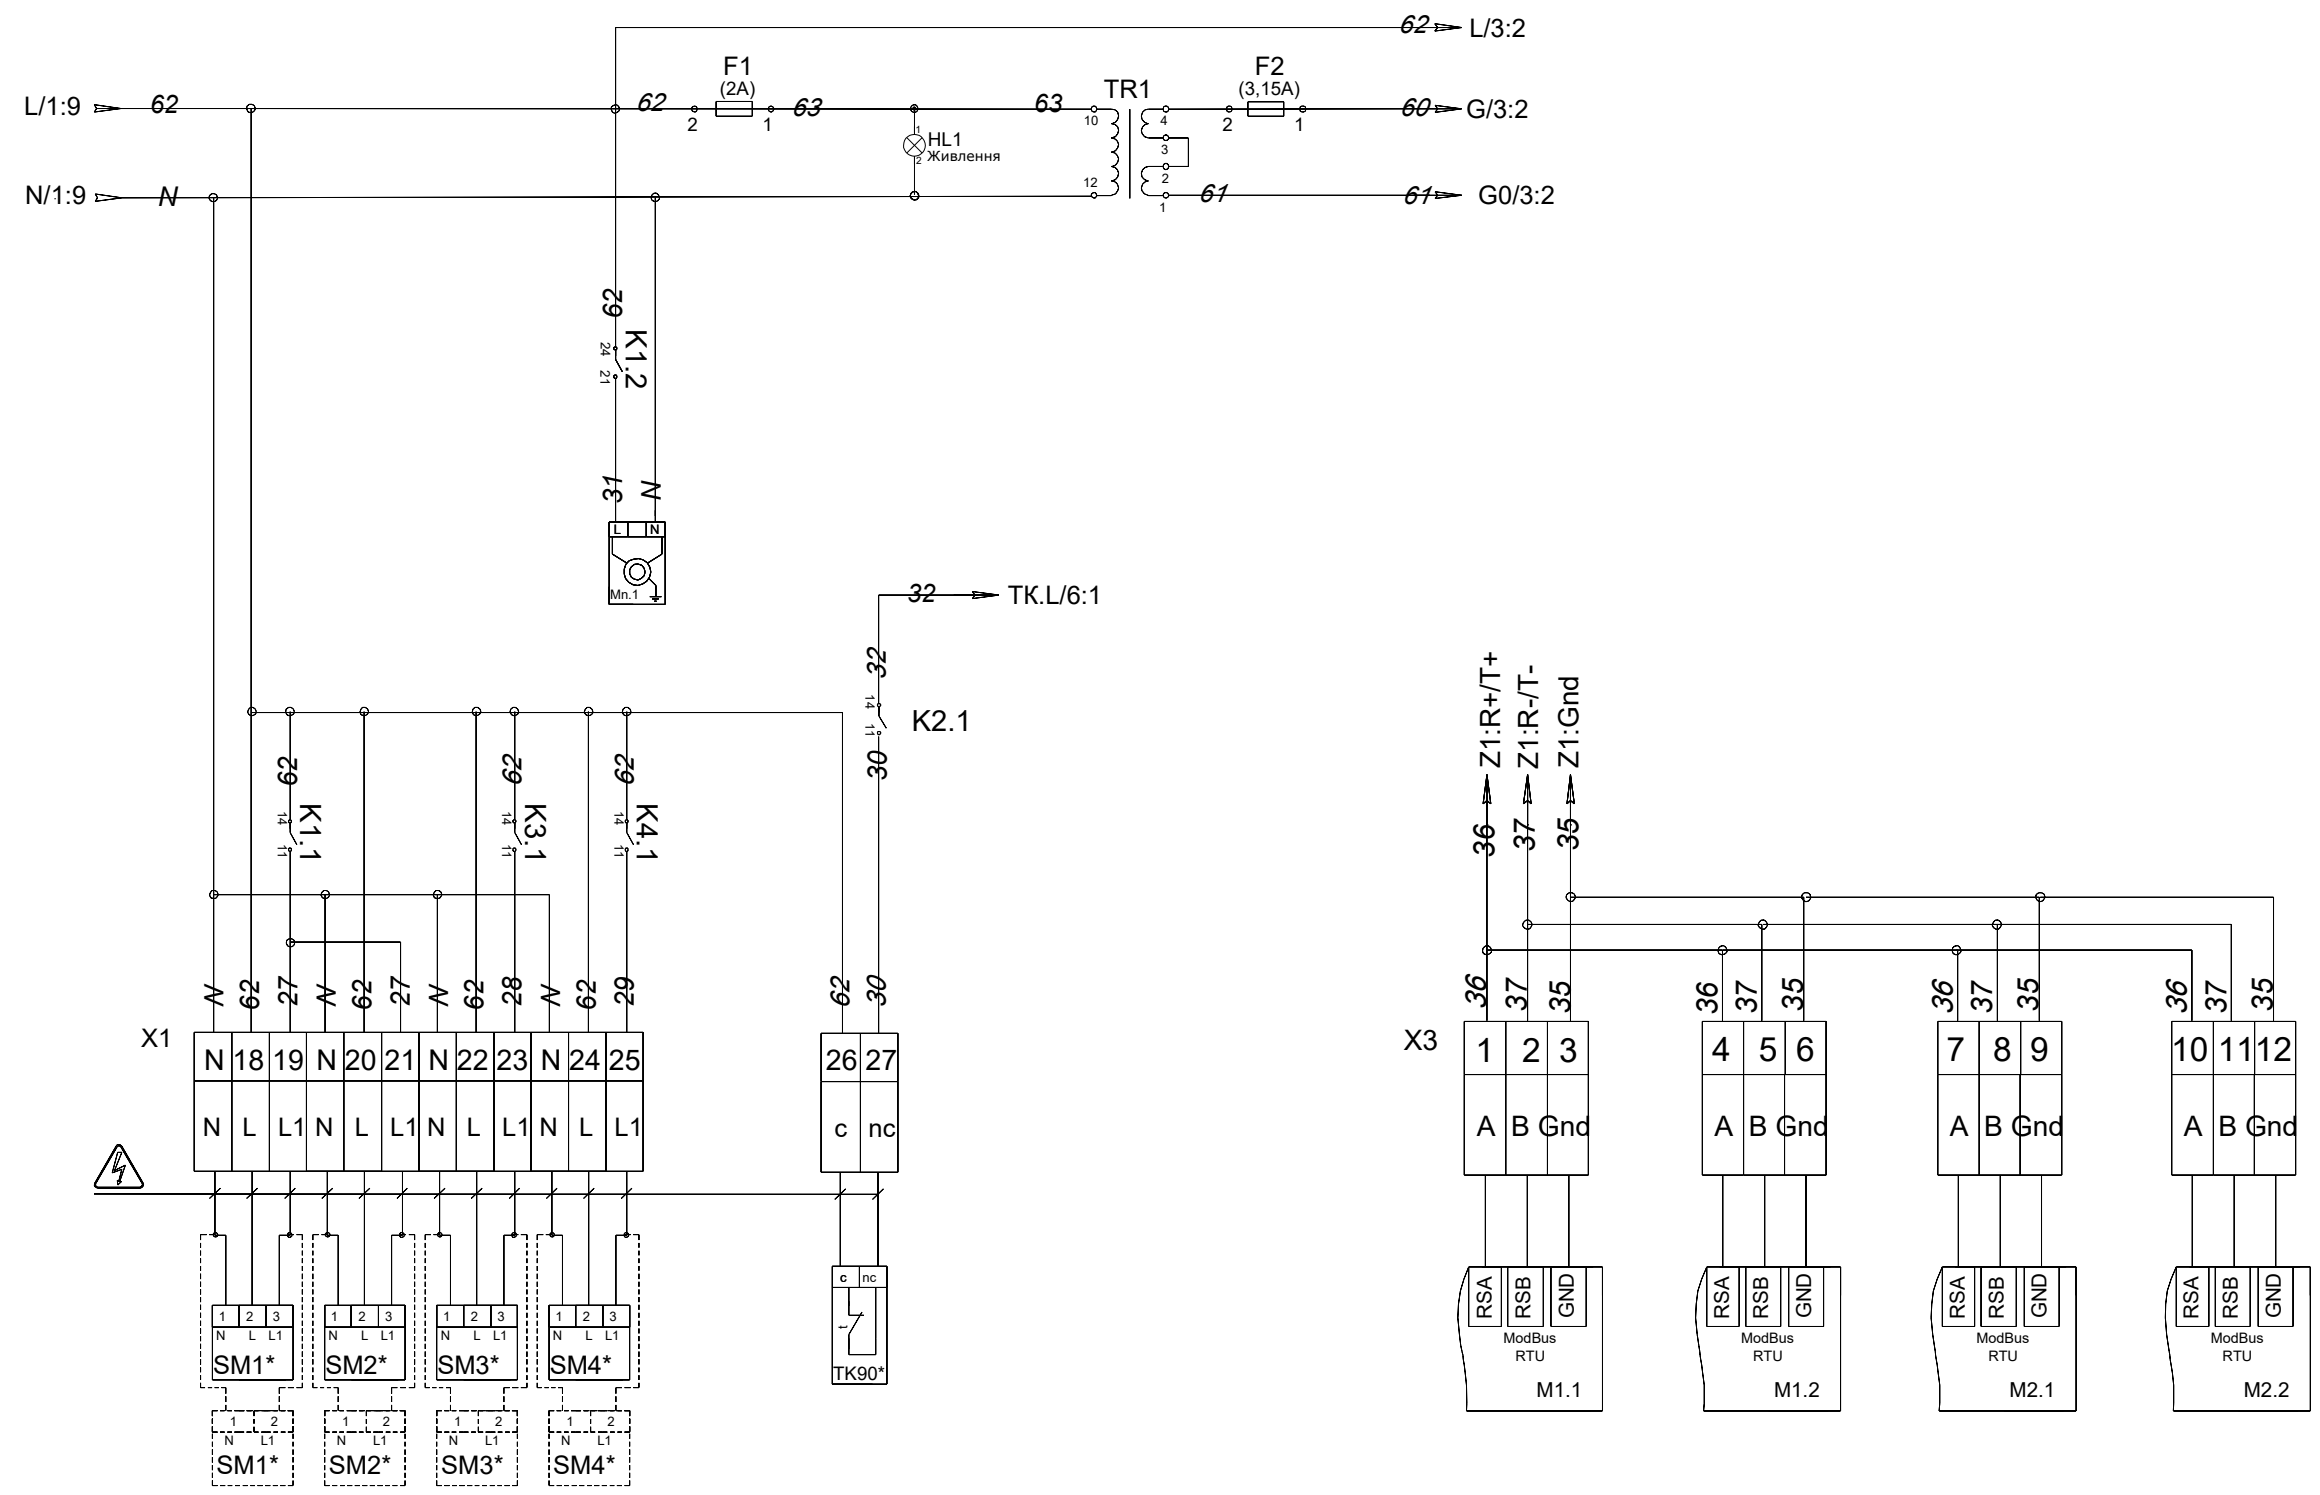 62 L/3:2
F1 F2
(2A) TR1 (3,15A)
L/1:9 62 62 63 63 60 G/3:2
2 1 10 4 2 1
1
HL1
2 Живлення
3
12 2
N/1:9 N 61 61 G0/3:2
1
62
24 K1.2
21
31 N
L N
Mn.1
32 TK.L/6:1
32
14
11 K2.1
30
62 62 62
14 K1.1 14 K3.1 14 K4.1
11 11 11
Z1:R+/T+ Z1:R-/T- Z1:Gnd
36 37 35
N 62 27 N 62 27 N 62 28 N 62 29 62 30
36 37 35 36 37 35 36 37 35 36 37 35
X1 N 18 19 N 20 21 N 22 23 N 24 25 26 27
X3 1 2 3 4 5 6 7 8 9 10 11 12
N L L1 N L L1 N L L1 N L L1 c nc
A B Gnd A B Gnd A B Gnd A B Gnd
1 2 3 1 2 3 1 2 3 1 2 3 c nc
N L L1 N L L1 N L L1 N L L1 t
SM1* SM2* SM3* SM4* TK90*
RSA RSB GND RSA RSB GND RSA RSB GND RSA RSB GND
ModBus ModBus ModBus ModBus
RTU RTU RTU RTU
M1.1 M1.2 M2.1 M2.2
1 2 1 2 1 2 1 2
N L1 N L1 N L1 N L1
SM1* SM2* SM3* SM4*